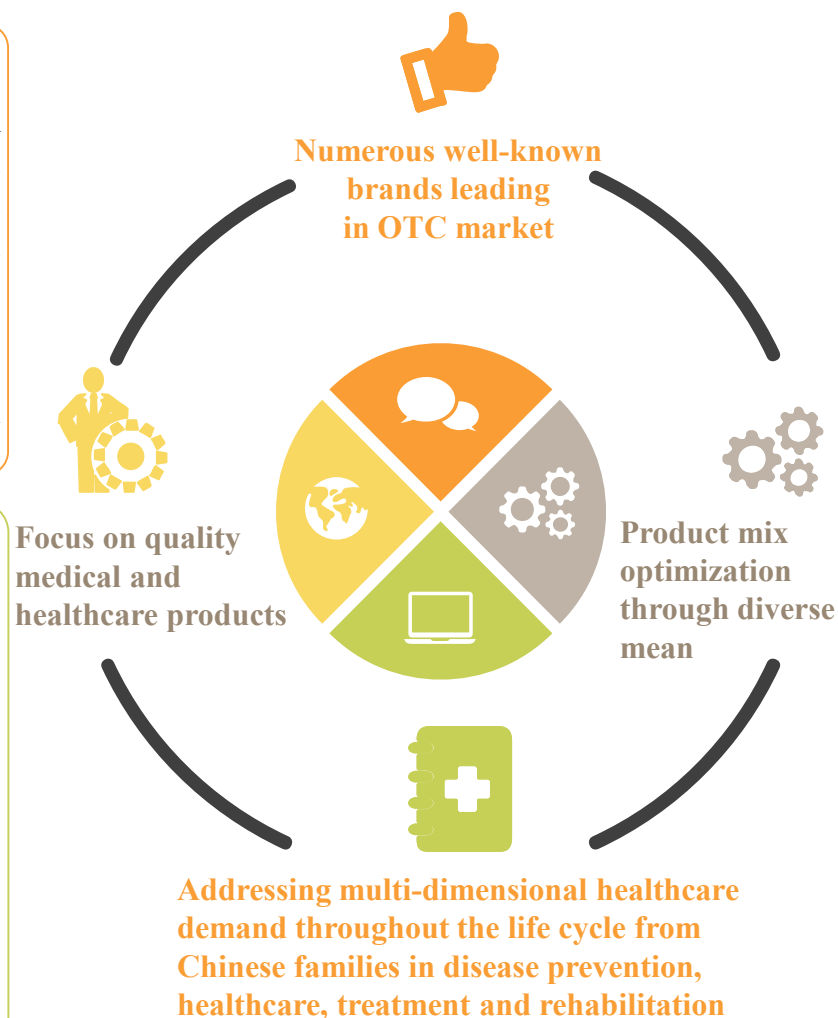 Numerous well-known
brands leading
in OTC market
Focus on quality
medical and
healthcare products
Product mix
optimization
through diverse
mean
Addressing multi-dimensional healthcare
demand throughout the life cycle from
Chinese families in disease prevention,
healthcare, treatment and rehabilitation